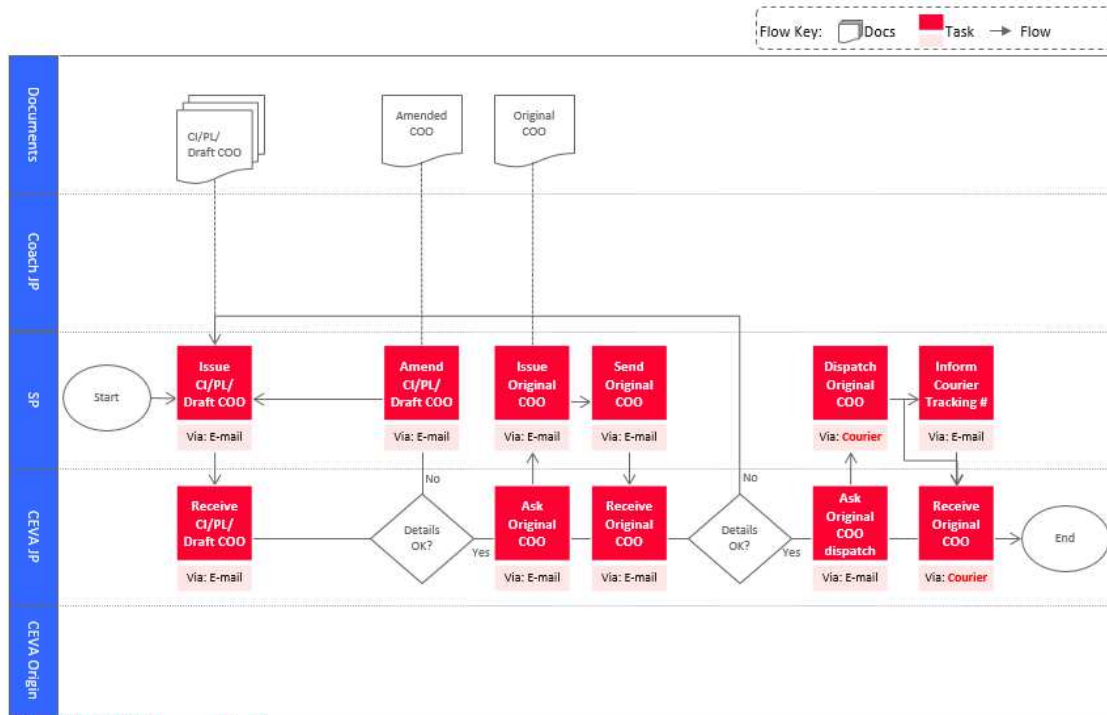 Flow Key:
Docs
Task
Flow
Documents
CI/PL/
Draft COO
Amended
COO
Original
COO
Coach JP
SP
Start
Issue
CI/PL/
Draft COO
Via: E-mail
Amend
CI/PL/
Draft COO
Via: E-mail
Issue
Original
COO
Via: E-mail
Send
Original
COO
Via: E-mail
Dispatch
Original
COO
Via: Courier
Inform
Courier
Tracking #
Via: E-mail
CEVA JP
Receive
CI/PL/
Draft COO
Via: E-mail
No
Details
OK?
Yes
Ask
Original
COO
Via: E-mail
Receive
Original
COO
Via: E-mail
No
Details
OK?
Yes
Ask
Original
COO
dispatch
Via: E-mail
Receive
Original
COO
Via: Courier
End
CEVA Origin